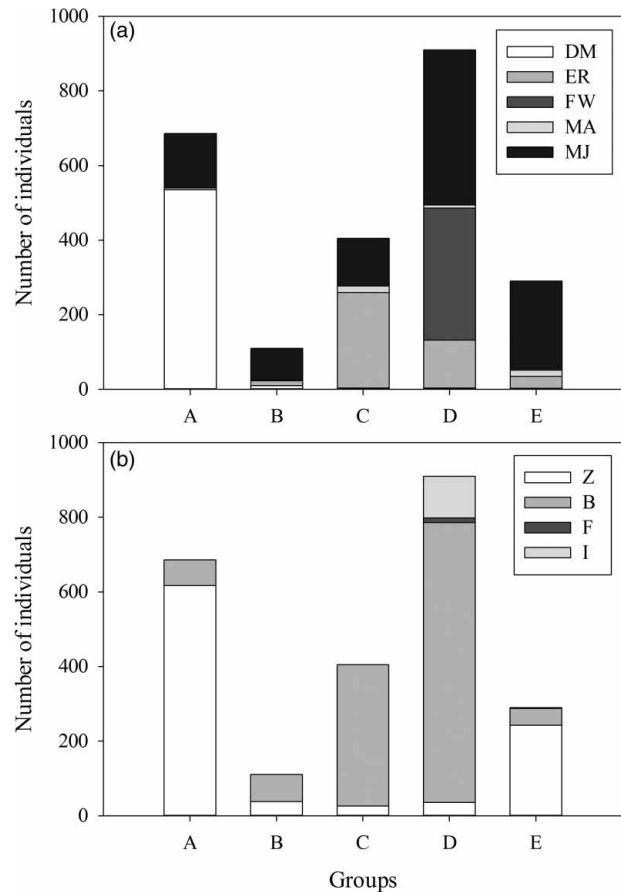 (a)
Number of individuals
1000
800
600
400
200
0
DM
ER
FW
MA
MJ
A B C D E
(b)
Number of individuals
1000
800
600
400
200
0
Z
B
F
I
A B C D E
Groups